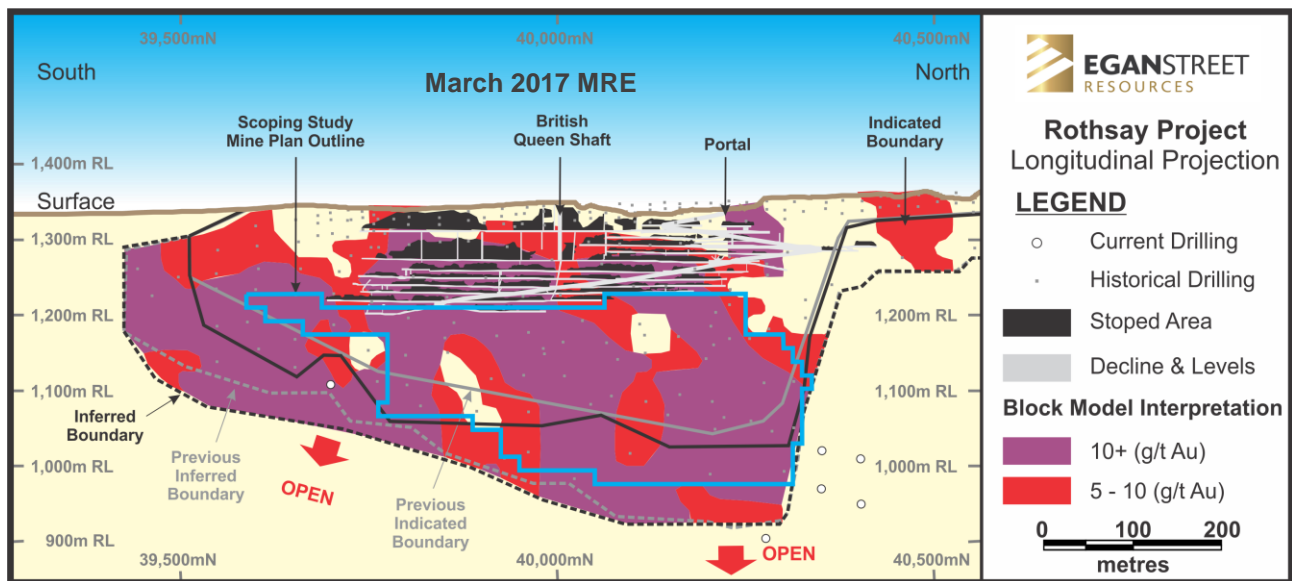 39,500mN
40,000mN
40,500mN
South
March 2017 MRE
North
Scoping Study
Mine Plan Outline
British
Queen Shaft
Portal
Indicated
Boundary
1,400m RL
Surface
1,300m RL
1,300m RL
1,200m RL
1,200m RL
1,100m RL
1,100m RL
Inferred
Boundary
1,000m RL
1,000m RL
Previous
Inferred
Boundary
OPEN
Previous
Indicated
Boundary
900m RL
OPEN
39,500mN
40,000mN
40,500mN
EGANSTREET
RESOURCES
Rothsay Project
Longitudinal Projection
LEGEND
Current Drilling
Historical Drilling
Stoped Area
Decline & Levels
Block Model Interpretation
10+ (g/t Au)
5 - 10 (g/t Au)
0 100 200
metres